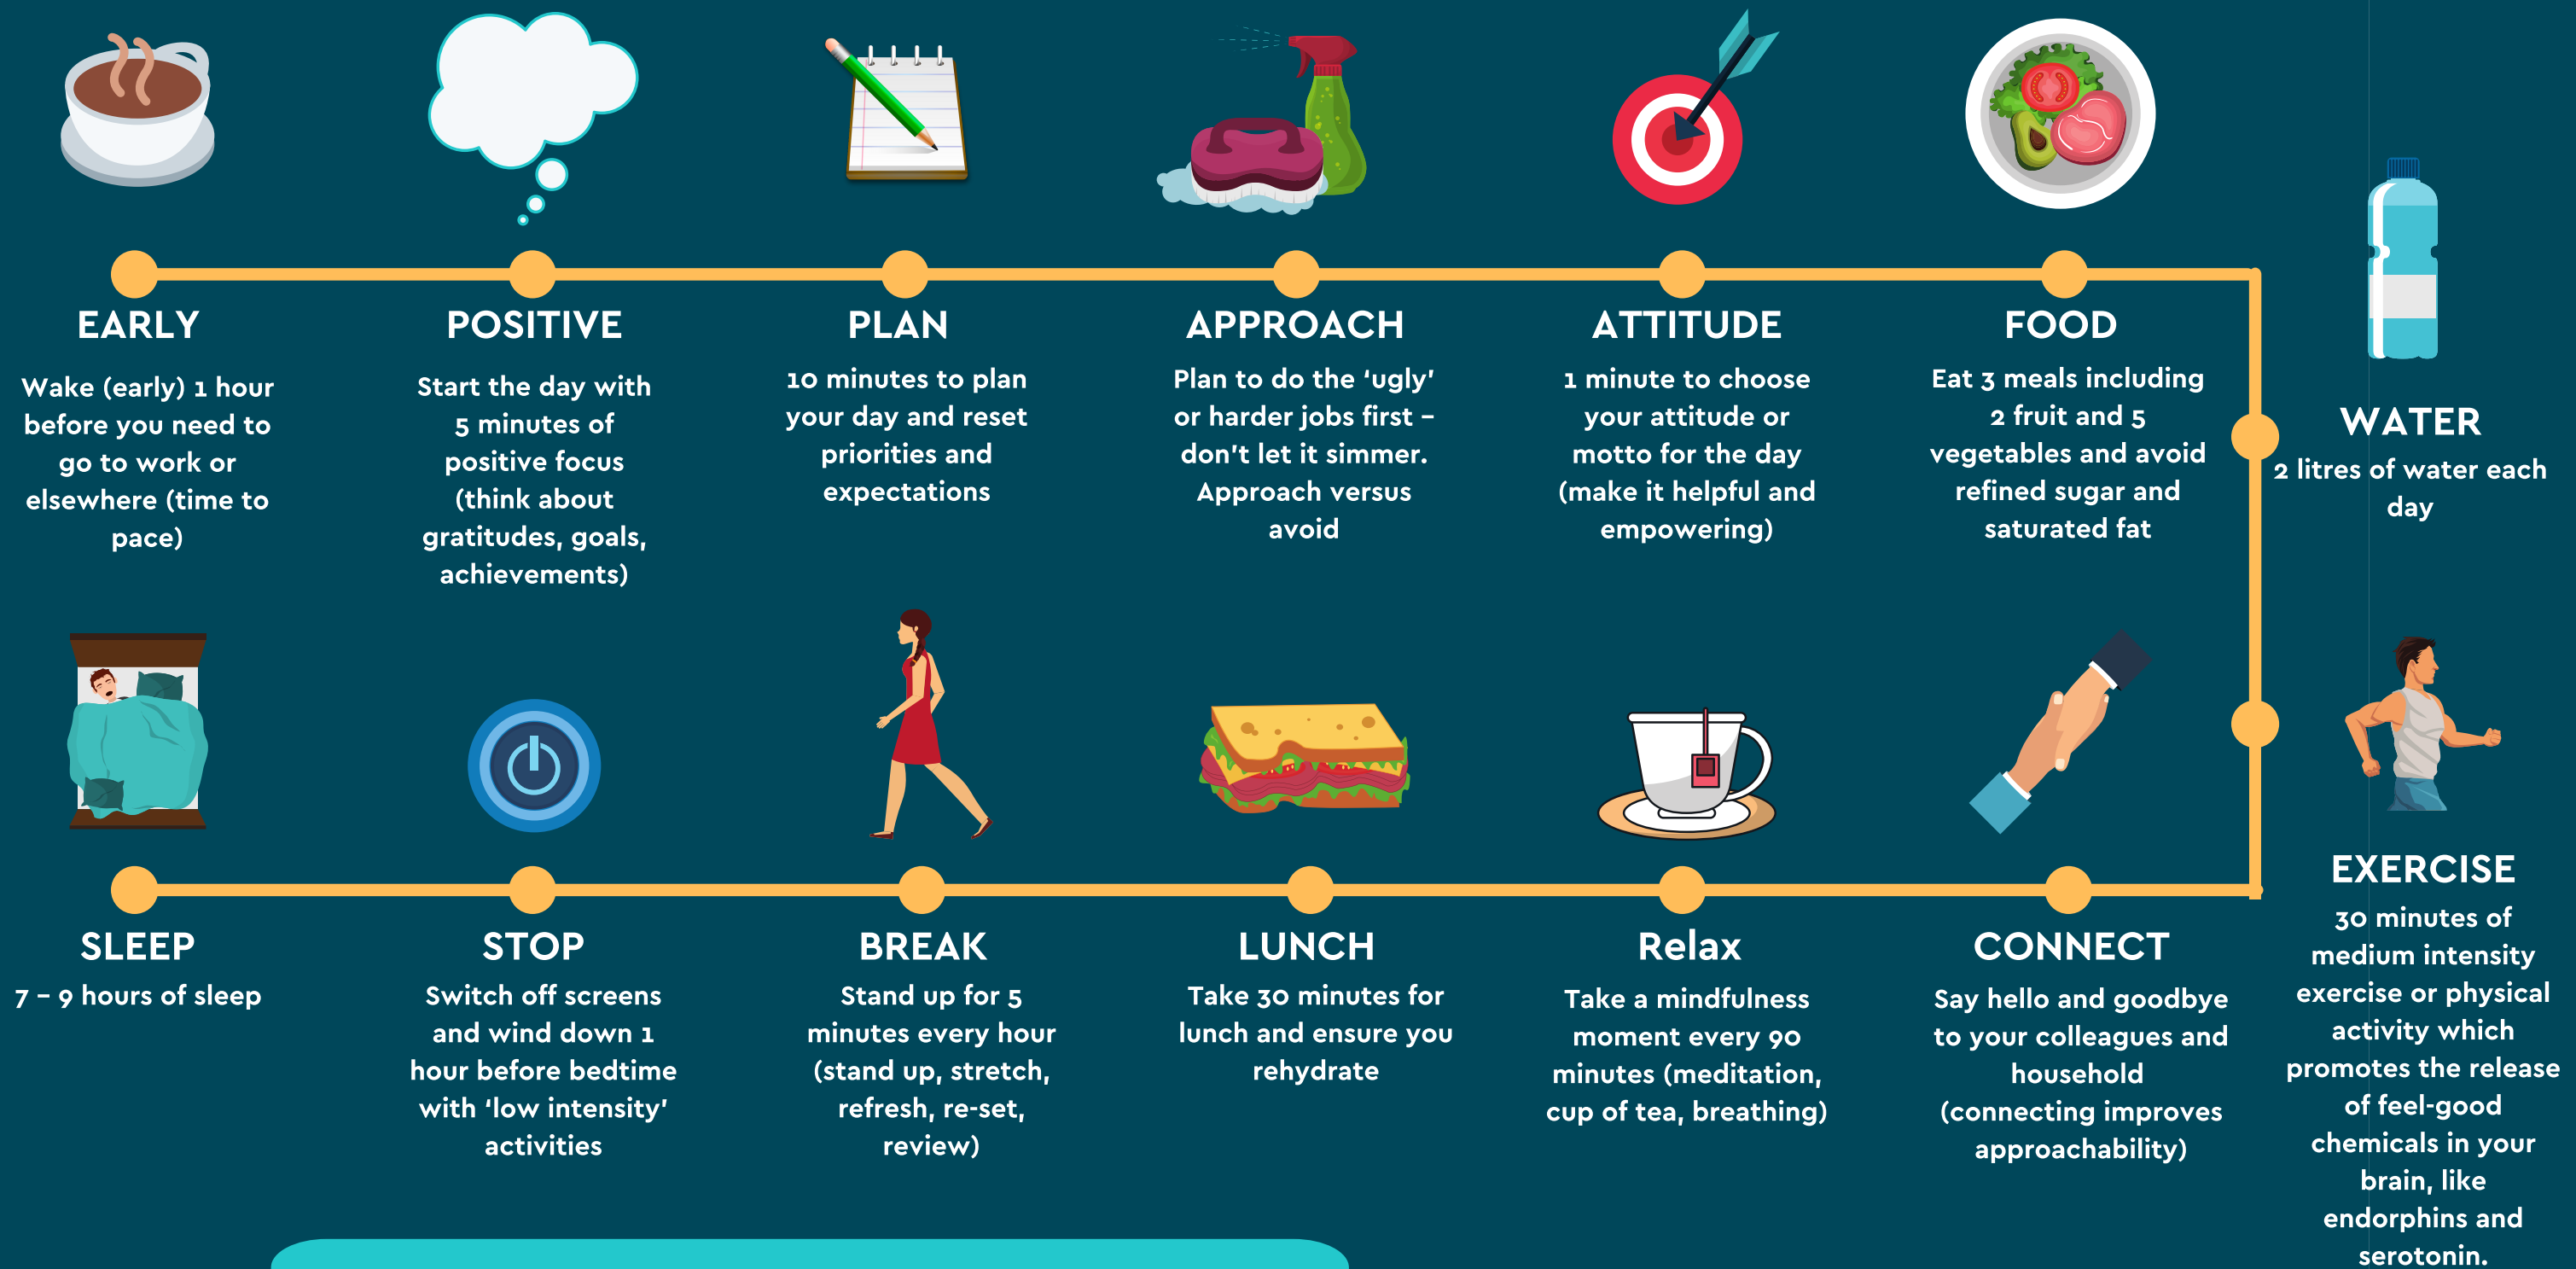 EARLY
Wake (early) 1 hour
before you need to
go to work or
elsewhere (time to
pace)
POSITIVE
Start the day with
5 minutes of
positive focus
(think about
gratitudes, goals,
achievements)
PLAN
10 minutes to plan
your day and reset
priorities and
expectations
APPROACH
Plan to do the ‘ugly’
or harder jobs first –
don’t let it simmer.
Approach versus
avoid
ATTITUDE
1 minute to choose
your attitude or
motto for the day
(make it helpful and
empowering)
FOOD
Eat 3 meals including
2 fruit and 5
vegetables and avoid
refined sugar and
saturated fat
WATER
2 litres of water each
day
EXERCISE
30 minutes of
medium intensity
exercise or physical
activity which
promotes the release
of feel-good
chemicals in your
brain, like
endorphins and
serotonin.
CONNECT
Say hello and goodbye
to your colleagues and
household
(connecting improves
approachability)
Relax
Take a mindfulness
moment every 90
minutes (meditation,
cup of tea, breathing)
LUNCH
Take 30 minutes for
lunch and ensure you
rehydrate
BREAK
Stand up for 5
minutes every hour
(stand up, stretch,
refresh, re-set,
review)
STOP
Switch off screens
and wind down 1
hour before bedtime
with ‘low intensity’
activities
SLEEP
7 – 9 hours of sleep